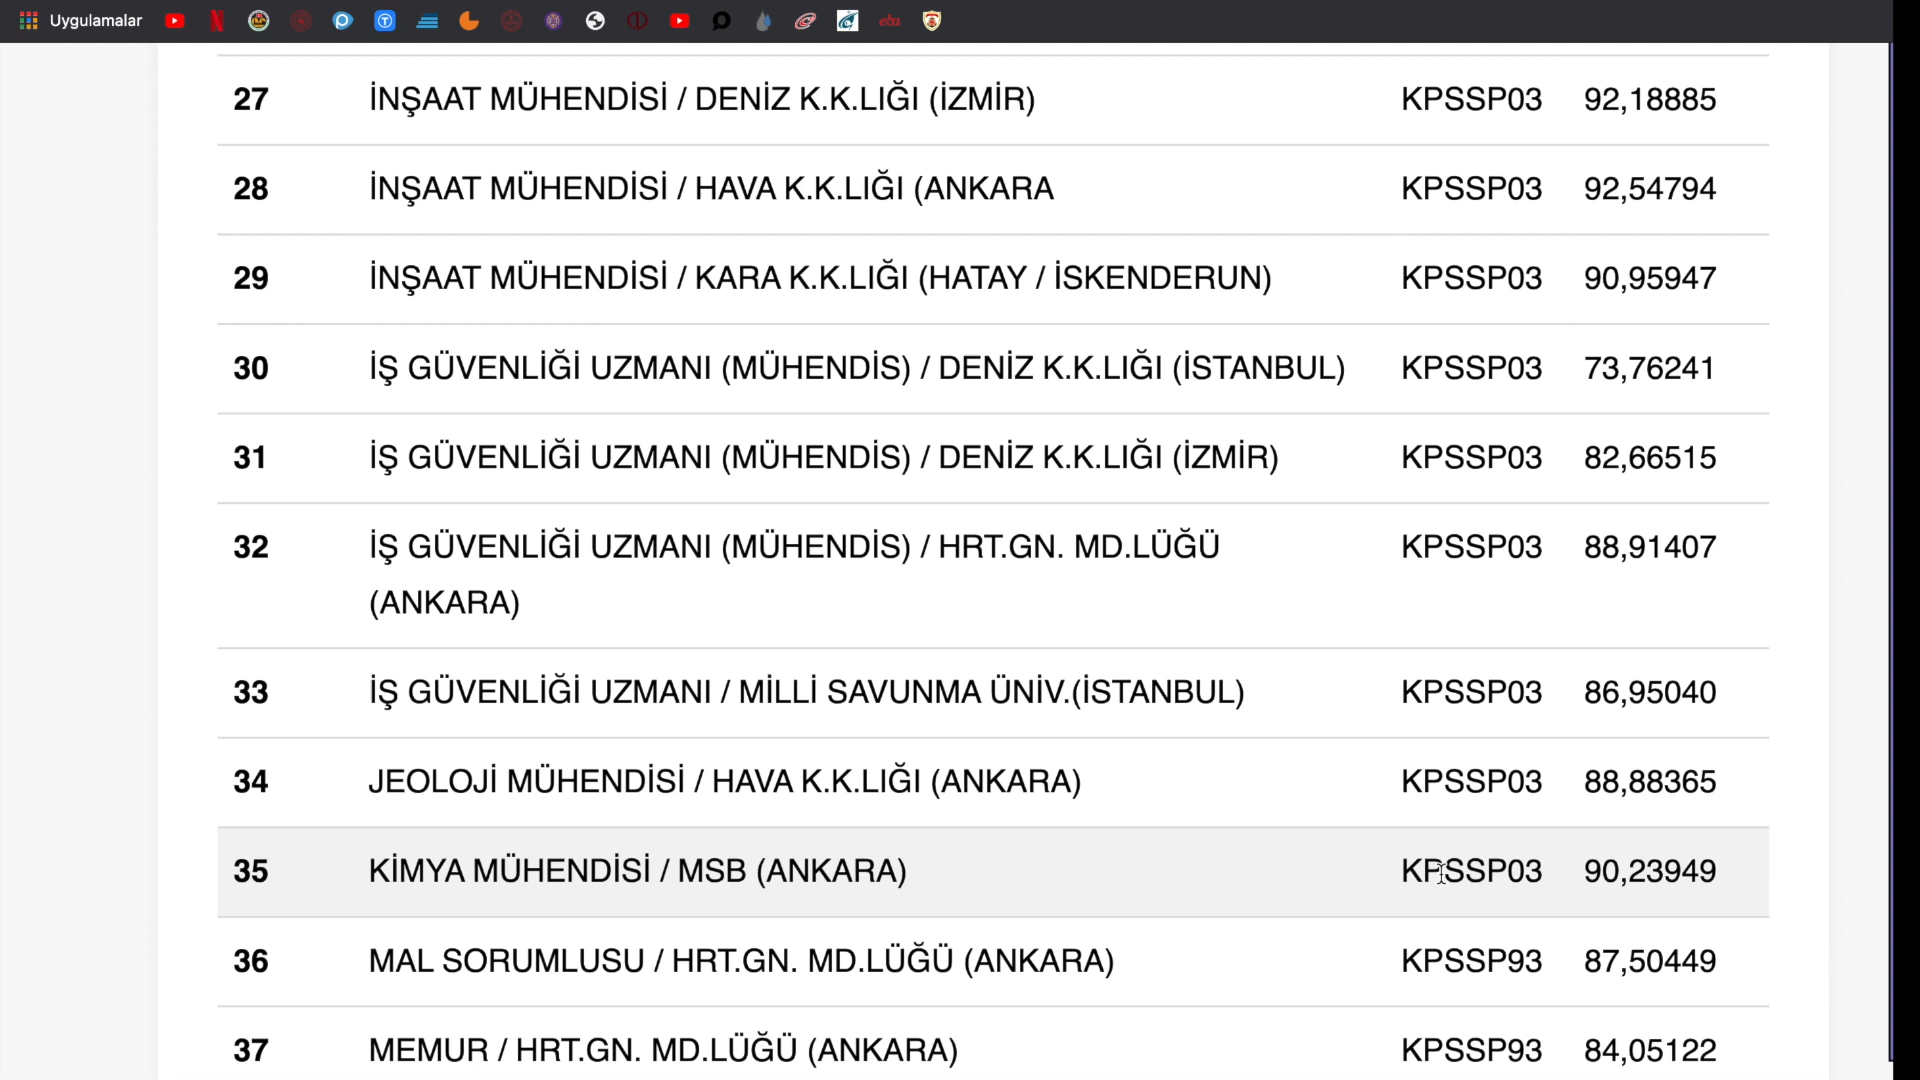 Uygulamalar
27 İNŞAAT MÜHENDİSİ / DENİZ K.K.LIĞI (İZMİR) KPSSP03 92,18885
28 İNŞAAT MÜHENDİSİ / HAVA K.K.LIĞI (ANKARA KPSSP03 92,54794
29 İNŞAAT MÜHENDİSİ / KARA K.K.LIĞI (HATAY / İSKENDERUN) KPSSP03 90,95947
30 İŞ GÜVENLİĞİ UZMANI (MÜHENDİS) / DENİZ K.K.LIĞI (İSTANBUL) KPSSP03 73,76241
31 İŞ GÜVENLİĞİ UZMANI (MÜHENDİS) / DENİZ K.K.LIĞI (İZMİR) KPSSP03 82,66515
32 İŞ GÜVENLİĞİ UZMANI (MÜHENDİS) / HRT.GN. MD.LÜĞÜ KPSSP03 88,91407
(ANKARA)
33 İŞ GÜVENLİĞİ UZMANI / MİLLİ SAVUNMA ÜNİV.(İSTANBUL) KPSSP03 86,95040
34 JEOLOJİ MÜHENDİSİ / HAVA K.K.LIĞI (ANKARA) KPSSP03 88,88365
35 KİMYA MÜHENDİSİ / MSB (ANKARA) KPSSP03 90,23949
36 MAL SORUMLUSU / HRT.GN. MD.LÜĞÜ (ANKARA) KPSSP93 87,50449
37 MEMUR / HRT.GN. MD.LÜĞÜ (ANKARA) KPSSP93 84,05122